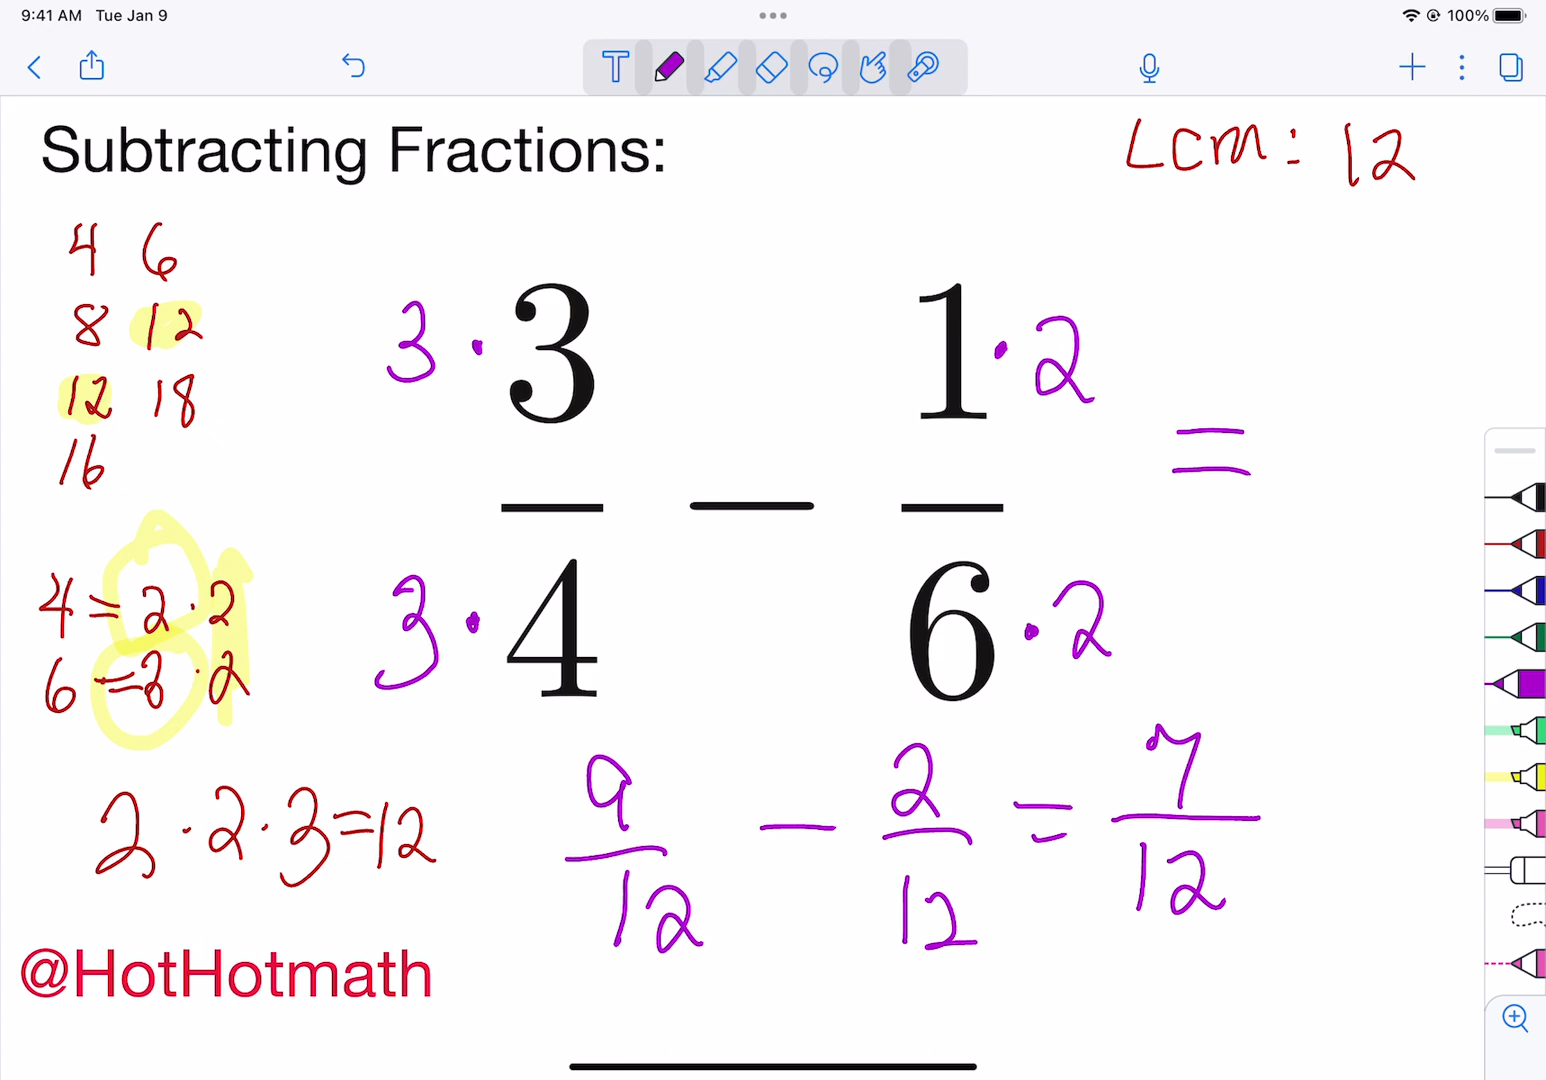 9:41 AM Tue Jan 9
100%
Subtracting Fractions:
LCM: 12
4 6
8 12
12 18
16
3 · 3 — 1 · 2 =
3 · 4 6 · 2
4 = 2 · 2
6 = 3 · 2
2 · 2 · 3 = 12
9 — 2 = 7
12 12 12
@HotHotmath